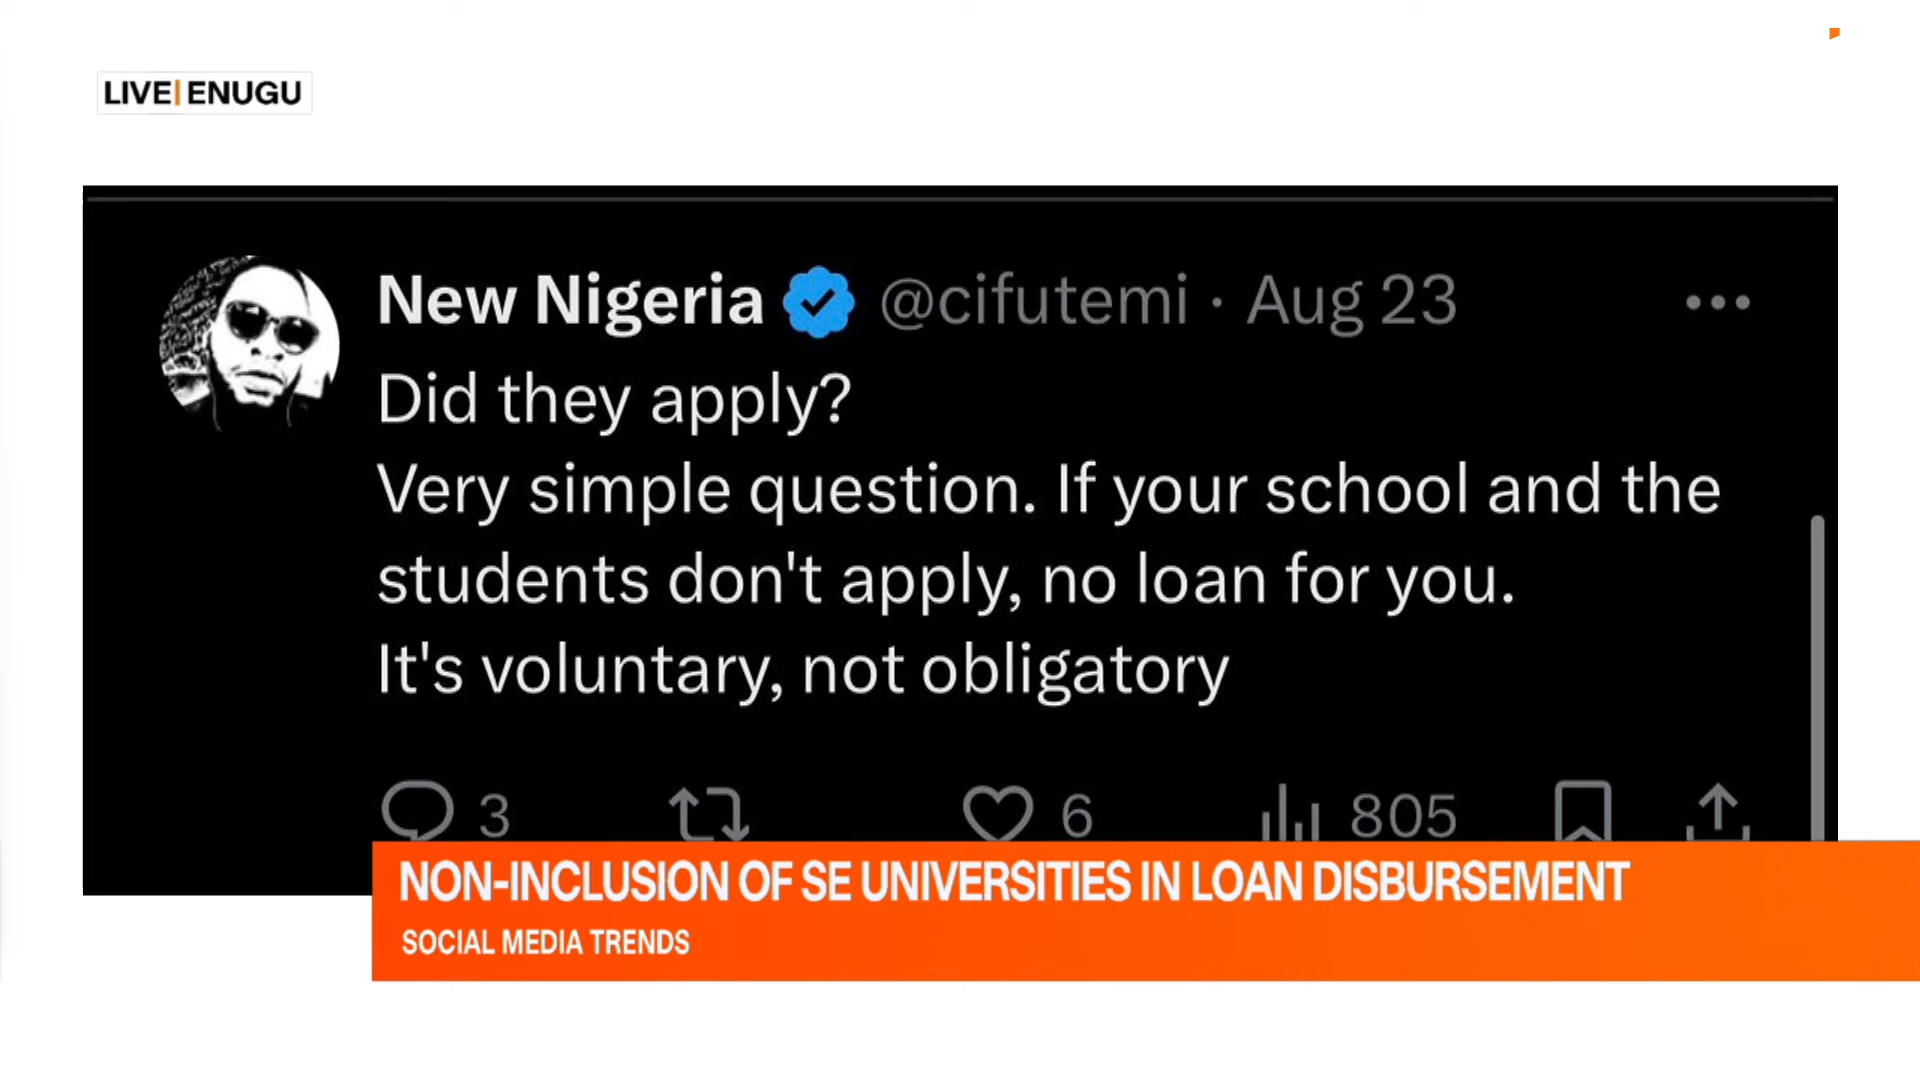 LIVE|ENUGU
New Nigeria @cifutemi · Aug 23
Did they apply?
Very simple question. If your school and the
students don't apply, no loan for you.
It's voluntary, not obligatory
3 6 805
NON-INCLUSION OF SE UNIVERSITIES IN LOAN DISBURSEMENT
SOCIAL MEDIA TRENDS